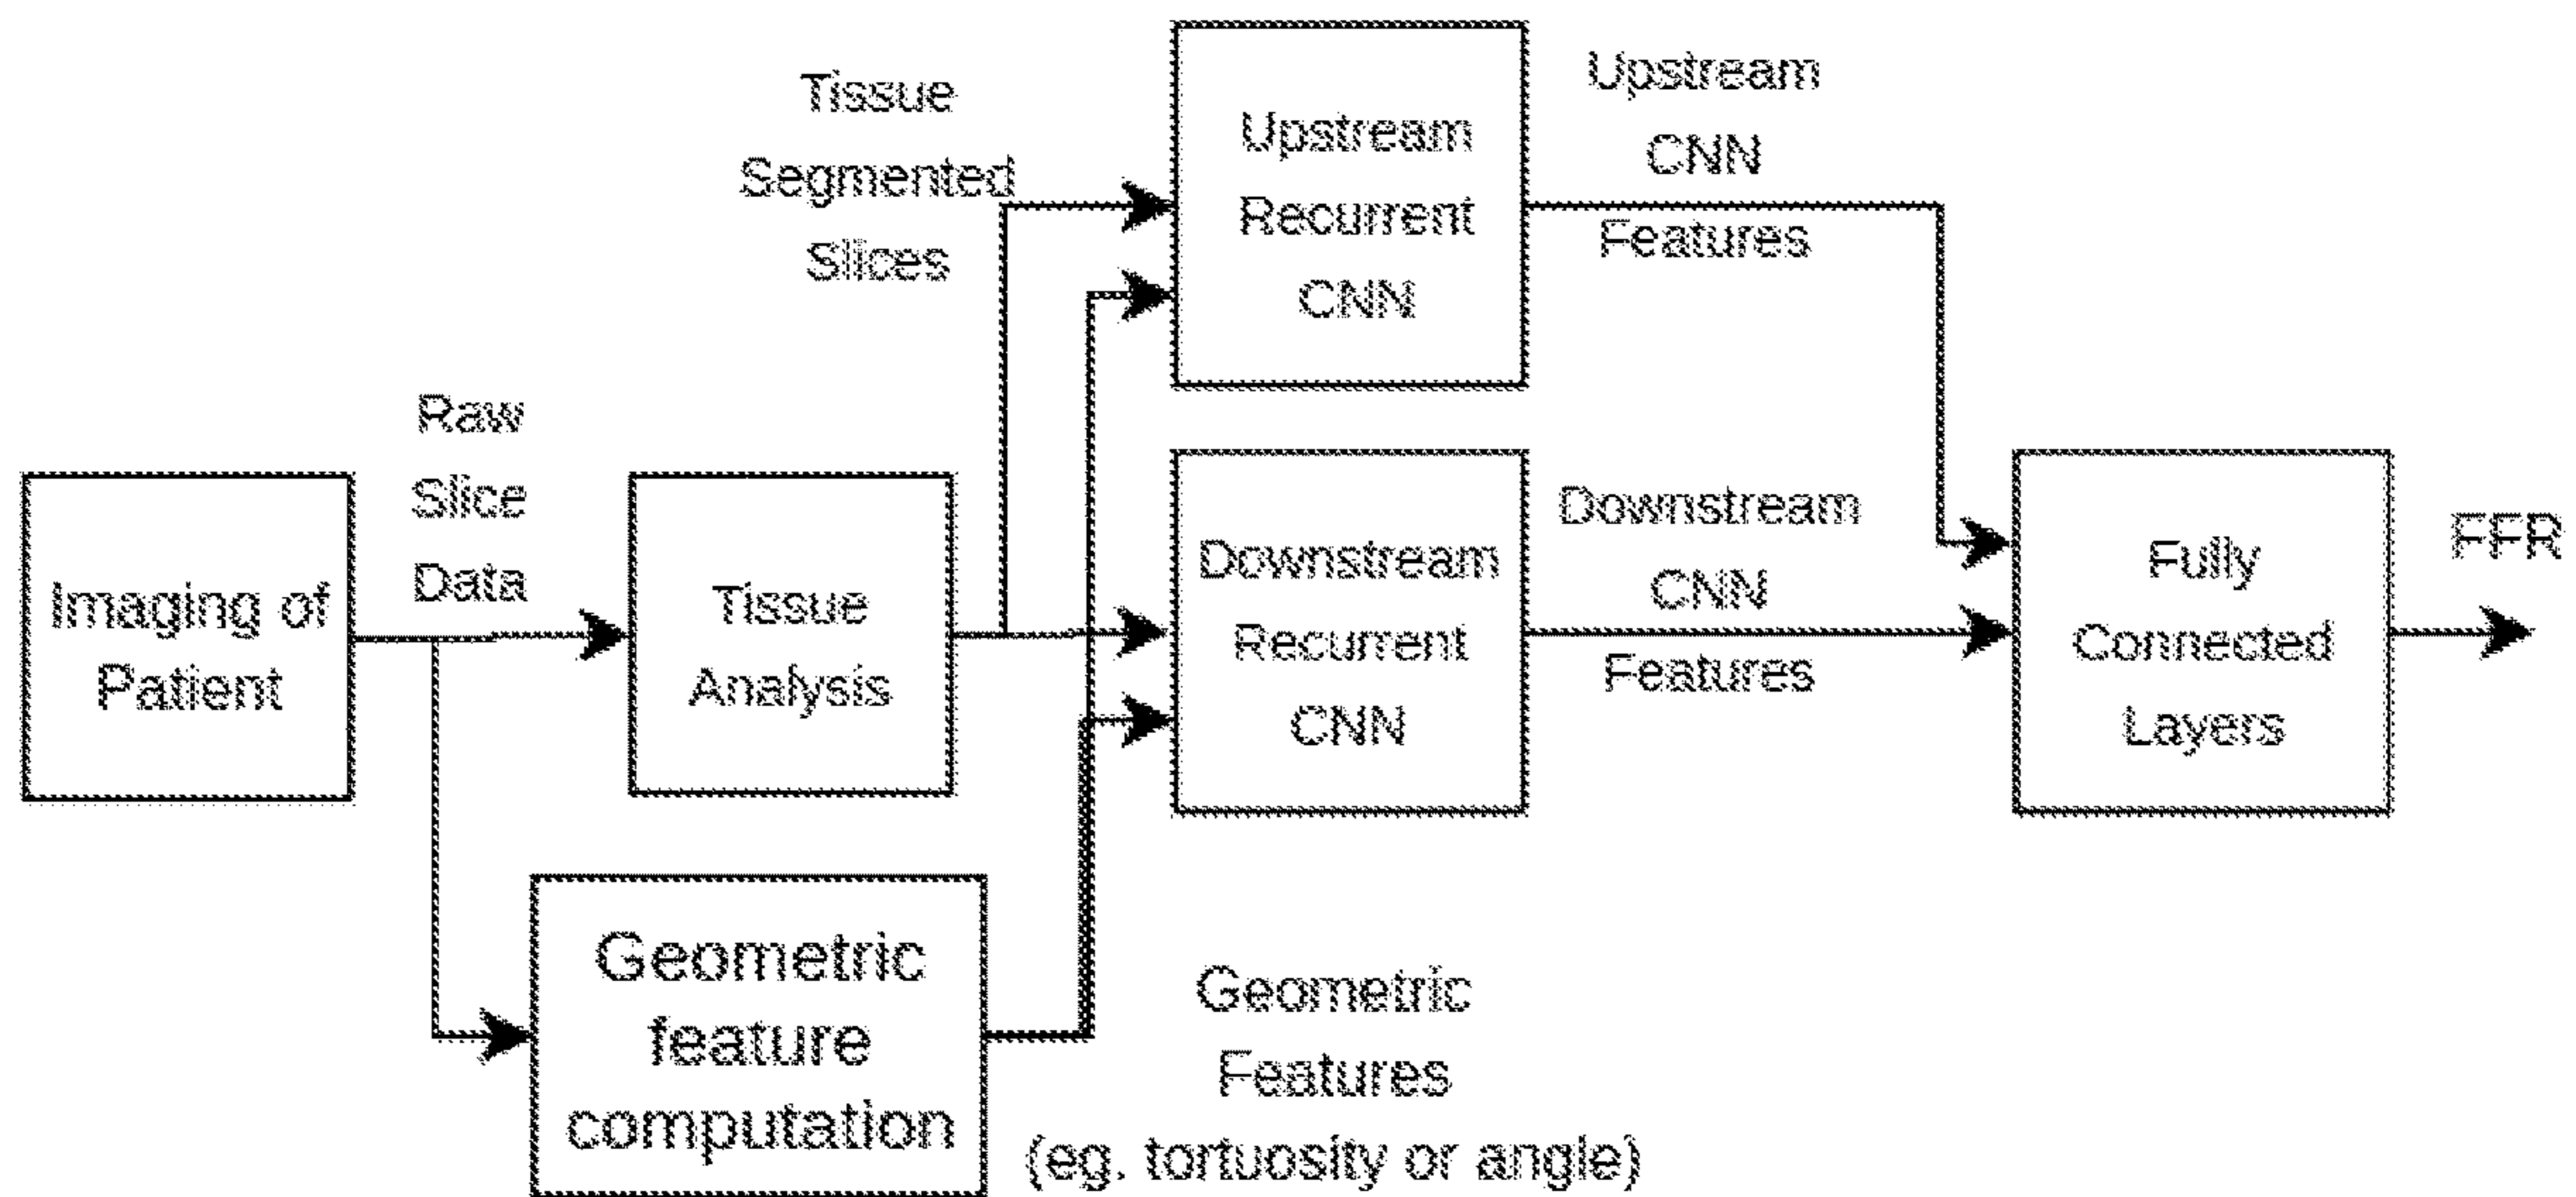 Imaging of
Patient
Raw
Slice
Data
Tissue
Analysis
Geometric
feature
computation
Tissue
Segmented
Slices
Upstream
Recurrent
CNN
Downstream
Recurrent
CNN
Geometric
Features
(eg. tortuosity or angle)
Upstream
CNN
Features
Downstream
CNN
Features
Fully
Connected
Layers
FFR